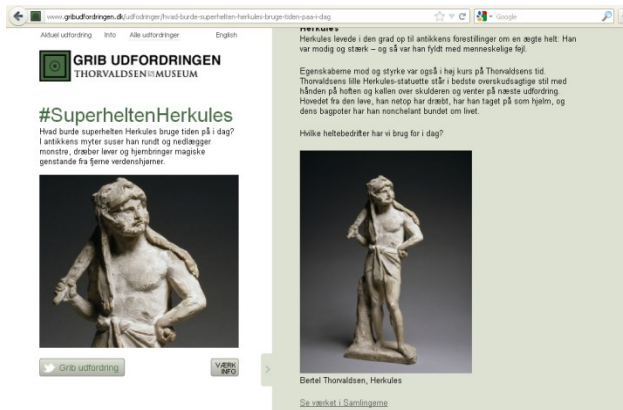 www.gribudfordringen.dk/udfordringer/hvad-burde-superhelten-herkules-bruge-tiden-paa-i-dag
Google
Aktuel udfordring Info Alle udfordringer English
GRIB UDFORDRINGEN
THORVALDSENS MUSEUM
#SuperheltenHerkules
Hvad burde superhelten Herkules bruge tiden på i dag?
I antikkens myter suser han rundt og nedlægger
monstre, dræber løver og hjembringer magiske
genstande fra fjerne verdenshjørner.
Grib udfordring
VÆRK
INFO
Herkules
Herkules levede i den grad op til antikkens forestillinger om en ægte helt: Han
var modig og stærk – og så var han fyldt med menneskelige fejl.
Egenskaberne mod og styrke var også i høj kurs på Thorvaldsens tid.
Thorvaldsens lille Herkules-statuette står i bedste overskudsagtige stil med
hånden på hoften og køllen over skulderen og venter på næste udfordring.
Hovedet fra den løve, han netop har dræbt, har han taget på som hjelm, og
dens bagpoter har han nonchelant bundet om livet.
Hvilke heltebedrifter har vi brug for i dag?
Bertel Thorvaldsen, Herkules
Se værket i Samlingerne